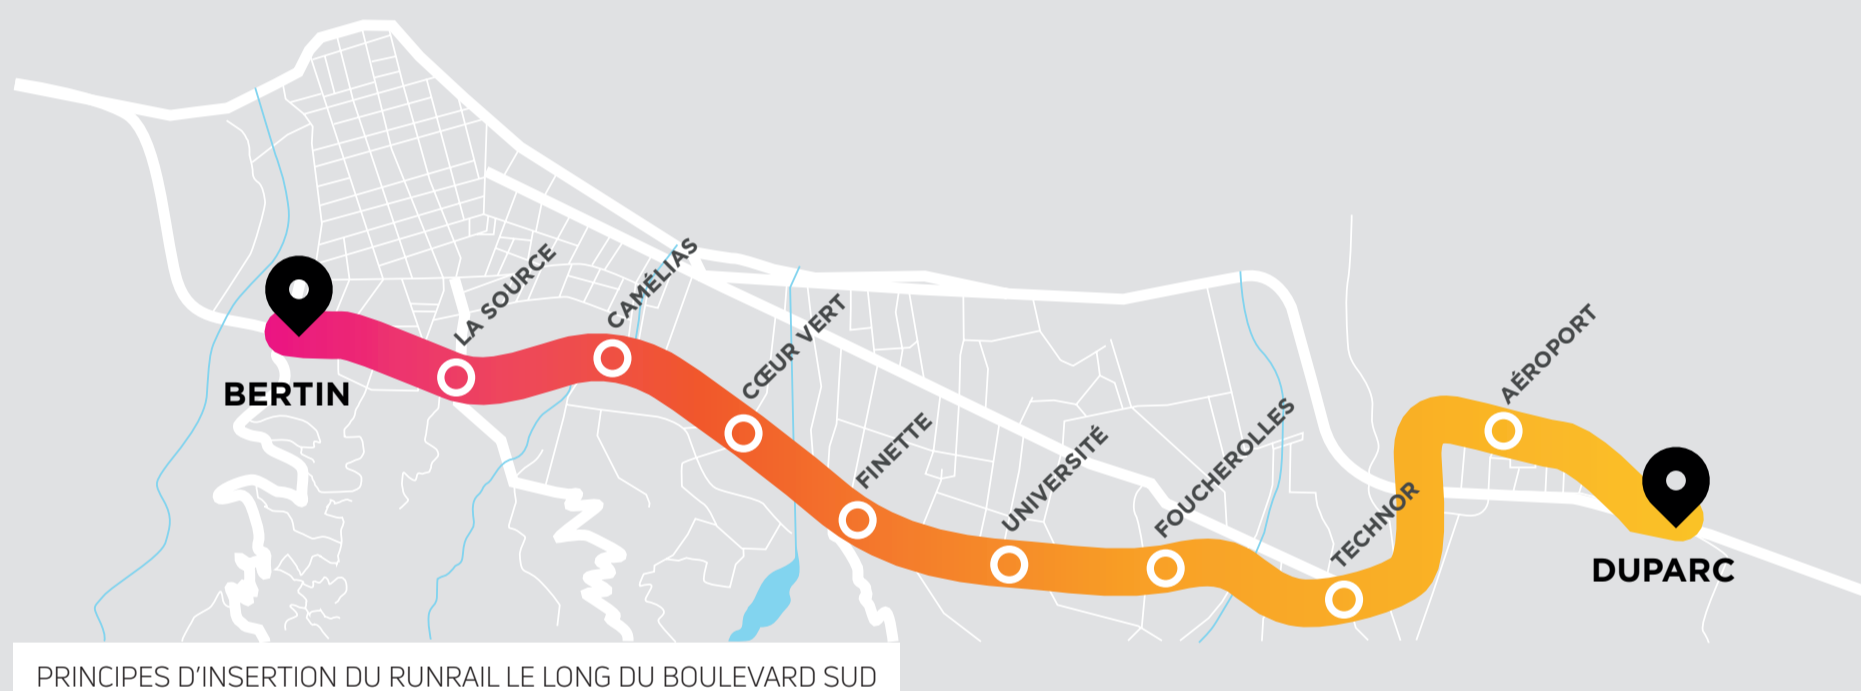 BERTIN
LA SOURCE
CAMÉLIAS
CŒUR VERT
FINETTE
UNIVERSITÉ
FOUCHEROLLES
TECHNOR
AÉROPORT
DUPARC
PRINCIPES D'INSERTION DU RUNRAIL LE LONG DU BOULEVARD SUD